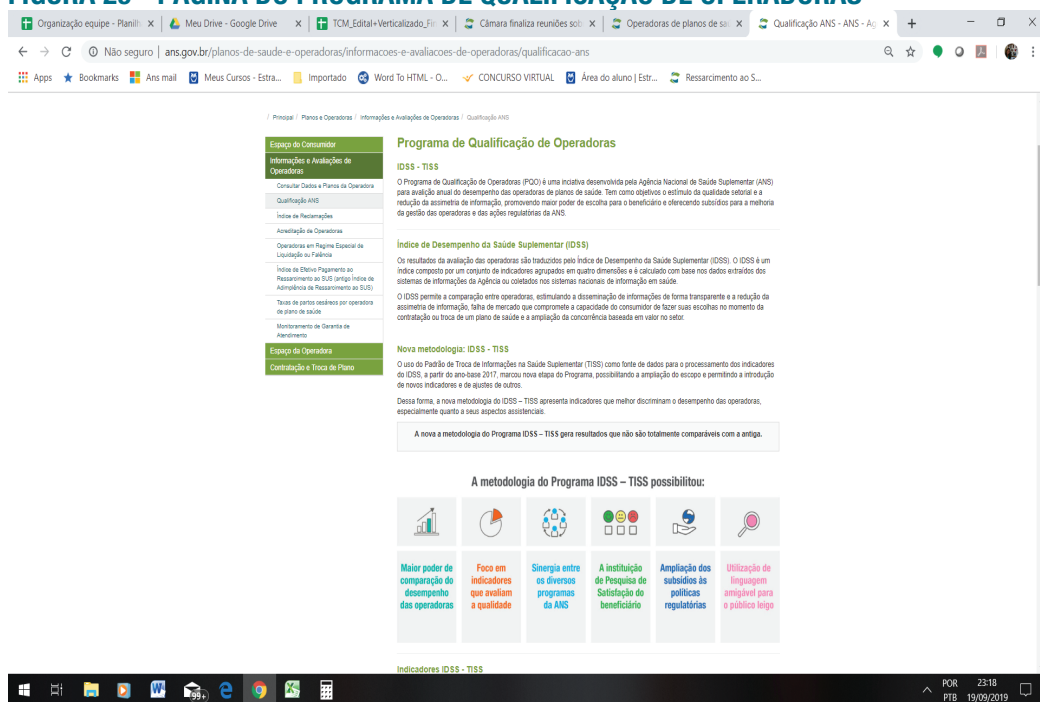 FIGURA 20 – PÁGINA DO PROGRAMA DE QUALIFICAÇÃO DE OPERADORAS
Organização equipe - Planilh
Meu Drive - Google Drive
TCM_Edital+Verticalizado_Fin
Câmara finaliza reuniões sob
Operadoras de planos de sa
Qualificação ANS - ANS - Ag
Não seguro | ans.gov.br/planos-de-saude-e-operadoras/informacoes-e-avaliacoes-de-operadoras/qualificacao-ans
Apps Bookmarks Ans mail Meus Cursos - Estra... Importado Word To HTML - O... CONCURSO VIRTUAL Área do aluno | Estr... Ressarcimento ao S...
/ Principal / Planos e Operadoras / Informações e Avaliações de Operadoras / Qualificação ANS
Espaço do Consumidor
Informações e Avaliações de
Operadoras
Consultar Dados e Planos da Operadora
Qualificação ANS
Índice de Reclamações
Acreditação de Operadoras
Operadoras em Regime Especial de
Liquidação ou Falência
Índice de Efetivo Pagamento ao
Ressarcimento ao SUS (antigo Índice de
Adimplência de Ressarcimento ao SUS)
Taxas de partos cesáreos por operadora
de plano de saúde
Monitoramento de Garantia de
Atendimento
Espaço da Operadora
Contratação e Troca de Plano
Programa de Qualificação de Operadoras
IDSS - TISS
O Programa de Qualificação de Operadoras (PQO) é uma inciativa desenvolvida pela Agência Nacional de Saúde Suplementar (ANS)
para avalição anual do desempenho das operadoras de planos de saúde. Tem como objetivos o estímulo da qualidade setorial e a
redução da assimetria de informação, promovendo maior poder de escolha para o beneficiário e oferecendo subsídios para a melhoria
da gestão das operadoras e das ações regulatórias da ANS.
Índice de Desempenho da Saúde Suplementar (IDSS)
Os resultados da avaliação das operadoras são traduzidos pelo Índice de Desempenho da Saúde Suplementar (IDSS). O IDSS é um
índice composto por um conjunto de indicadores agrupados em quatro dimensões e é calculado com base nos dados extraídos dos
sistemas de informações da Agência ou coletados nos sistemas nacionais de informação em saúde.
O IDSS permite a comparação entre operadoras, estimulando a disseminação de informações de forma transparente e a redução da
assimetria de informação, falha de mercado que compromete a capacidade do consumidor de fazer suas escolhas no momento da
contratação ou troca de um plano de saúde e a ampliação da concorrência baseada em valor no setor.
Nova metodologia: IDSS - TISS
O uso do Padrão de Troca de Informações na Saúde Suplementar (TISS) como fonte de dados para o processamento dos indicadores
do IDSS, a partir do ano-base 2017, marcou nova etapa do Programa, possibilitando a ampliação do escopo e permitindo a introdução
de novos indicadores e de ajustes de outros.
Dessa forma, a nova metodologia do IDSS – TISS apresenta indicadores que melhor discriminam o desempenho das operadoras,
especialmente quanto a seus aspectos assistenciais.
A nova a metodologia do Programa IDSS – TISS gera resultados que não são totalmente comparáveis com a antiga.
A metodologia do Programa IDSS – TISS possibilitou:
Maior poder de
comparação do
desempenho
das operadoras
Foco em
indicadores
que avaliam
a qualidade
Sinergia entre
os diversos
programas
da ANS
A instituição
de Pesquisa de
Satisfação do
beneficiário
Ampliação dos
subsídios às
políticas
regulatórias
Utilização de
linguagem
amigável para
o público leigo
Indicadores IDSS - TISS
99+
POR
PTB
23:18
19/09/2019